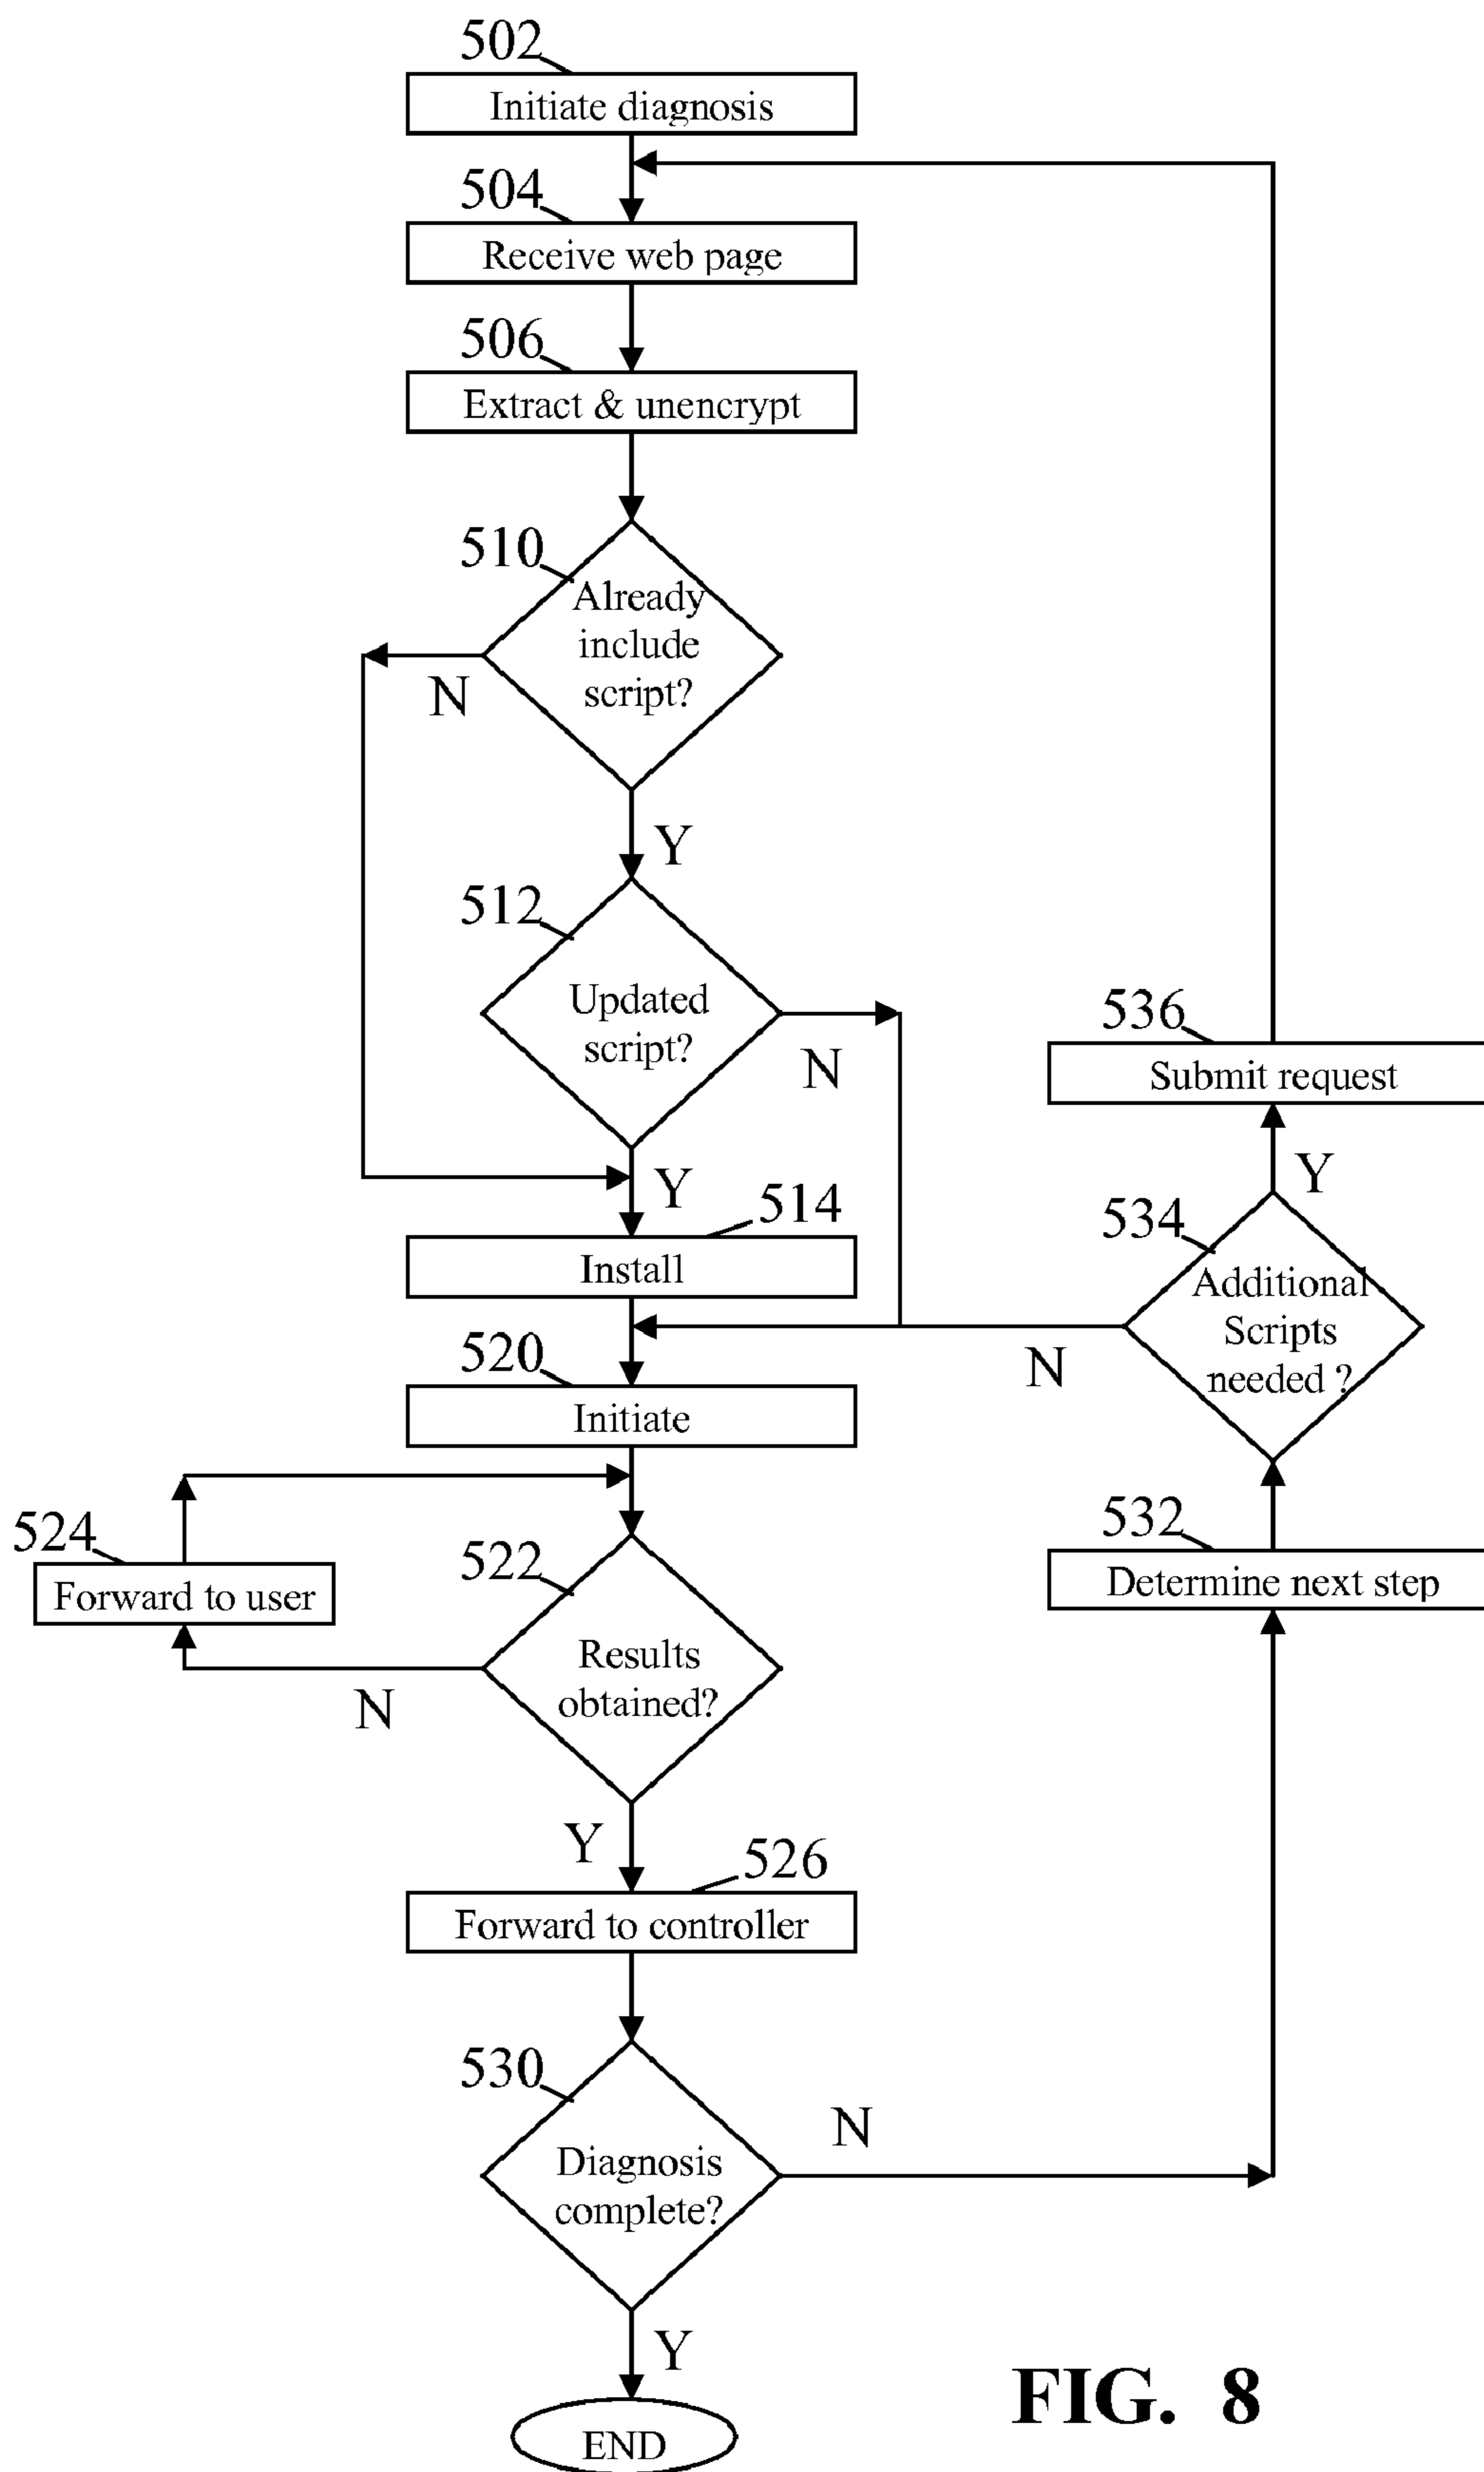 502
Initiate diagnosis
504
Receive web page
506
Extract & unencrypt
510
Already
include
script?
N
Y
512
Updated
script?
N
Y
514
Install
520
Initiate
524
Forward to user
522
Results
obtained?
N
Y
526
Forward to controller
530
Diagnosis
complete?
N
Y
END
532
Determine next step
534
Additional
Scripts
needed ?
N
Y
536
Submit request
FIG. 8